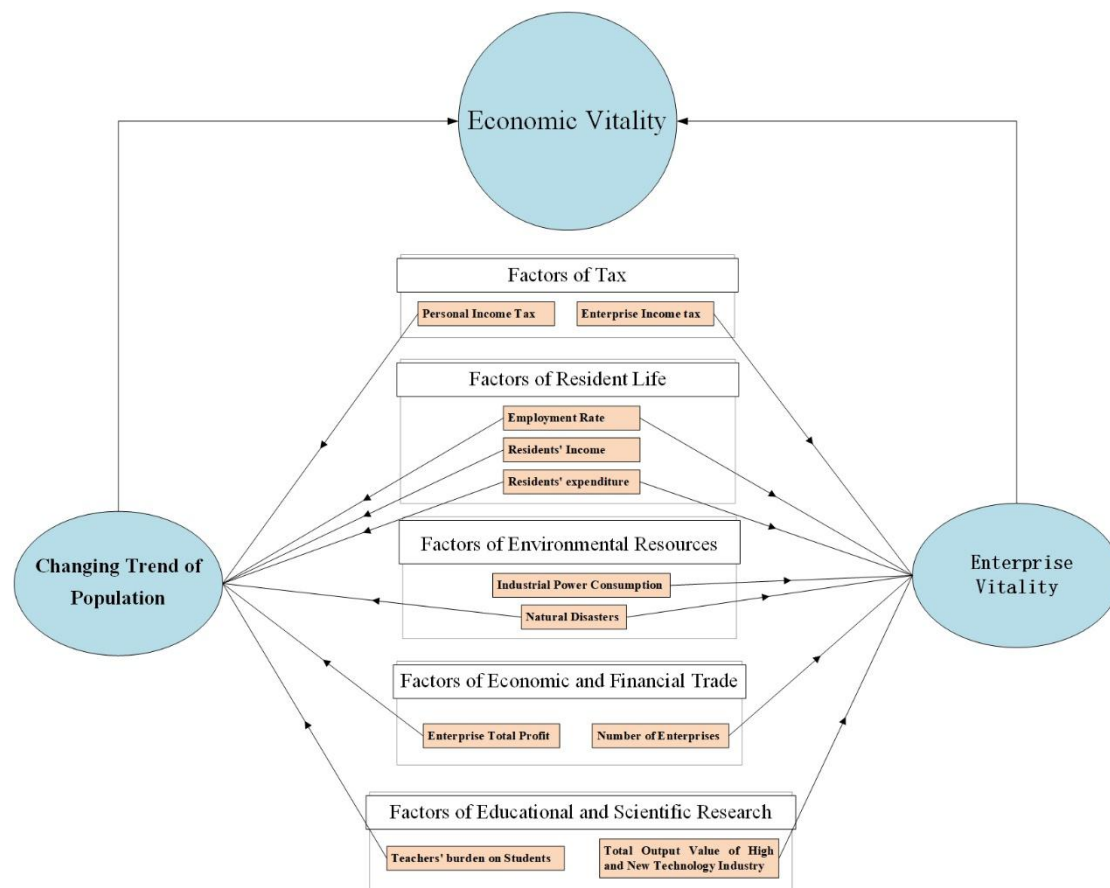 Economic Vitality
Factors of Tax
Personal Income Tax
Enterprise Income tax
Factors of Resident Life
Employment Rate
Residents' Income
Residents' expenditure
Factors of Environmental Resources
Industrial Power Consumption
Natural Disasters
Changing Trend of
Population
Enterprise
Vitality
Factors of Economic and Financial Trade
Enterprise Total Profit
Number of Enterprises
Factors of Educational and Scientific Research
Teachers' burden on Students
Total Output Value of High
and New Technology Industry